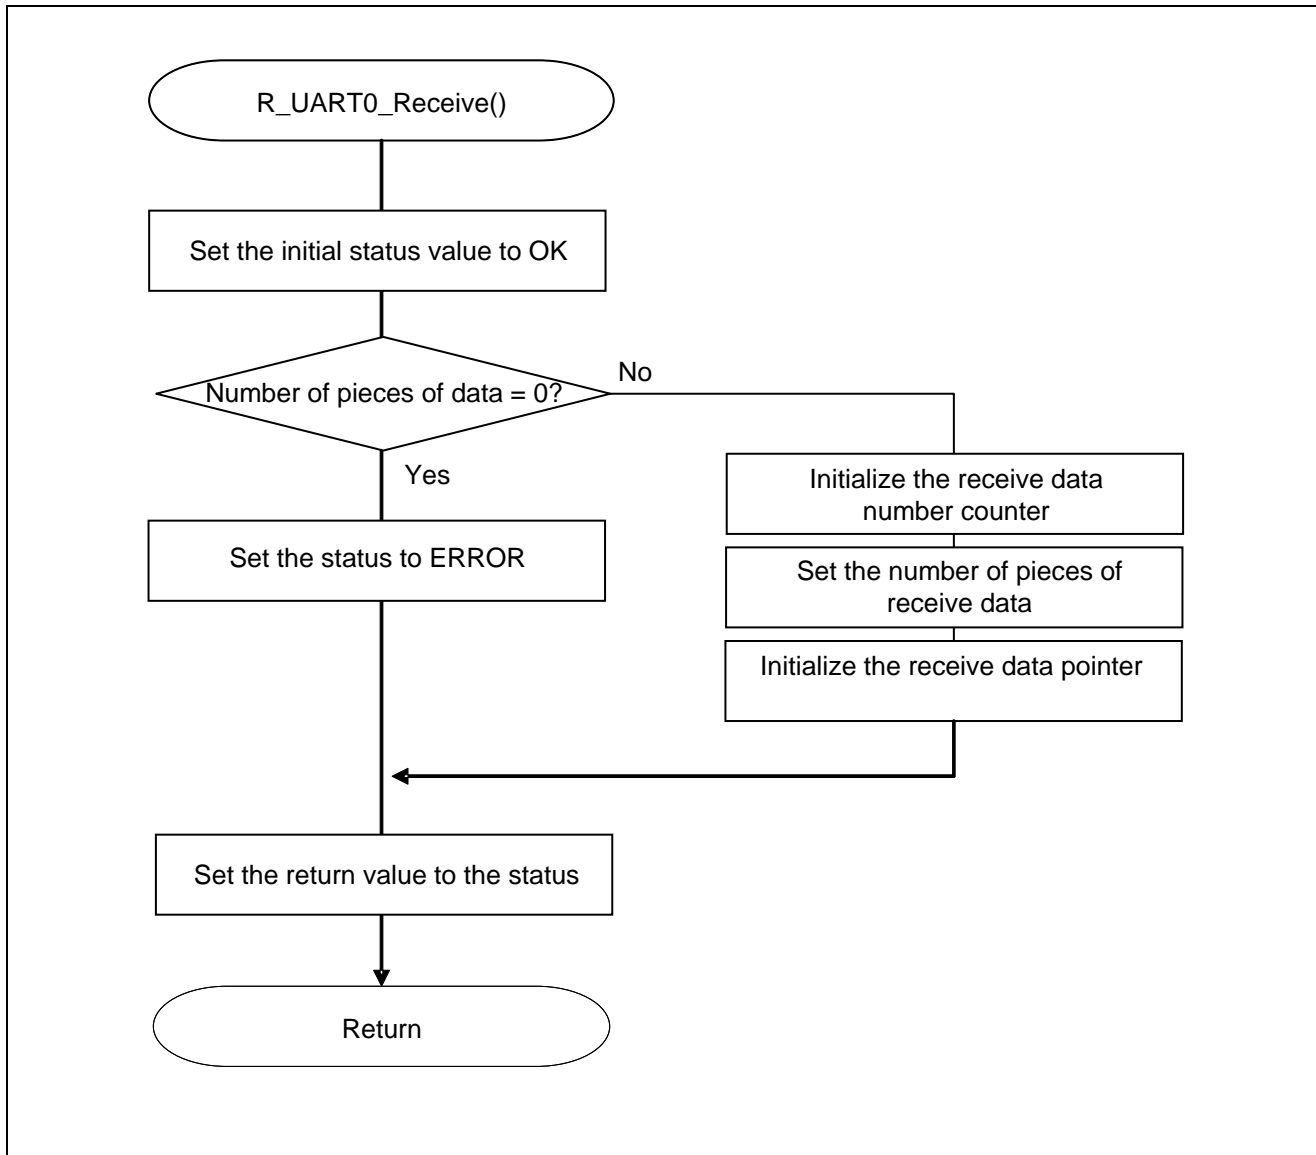 R_UART0_Receive()
Set the initial status value to OK
Number of pieces of data = 0?
No
Yes
Initialize the receive data
number counter
Set the status to ERROR
Set the number of pieces of
receive data
Initialize the receive data pointer
Set the return value to the status
Return